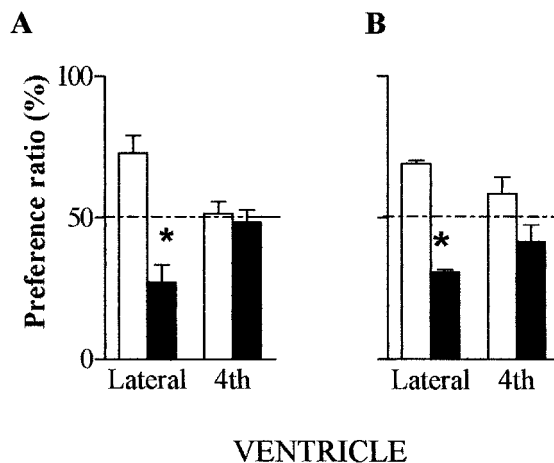 A
B
Preference ratio (%)
100
50
0
*
*
Lateral 4th
Lateral 4th
VENTRICLE